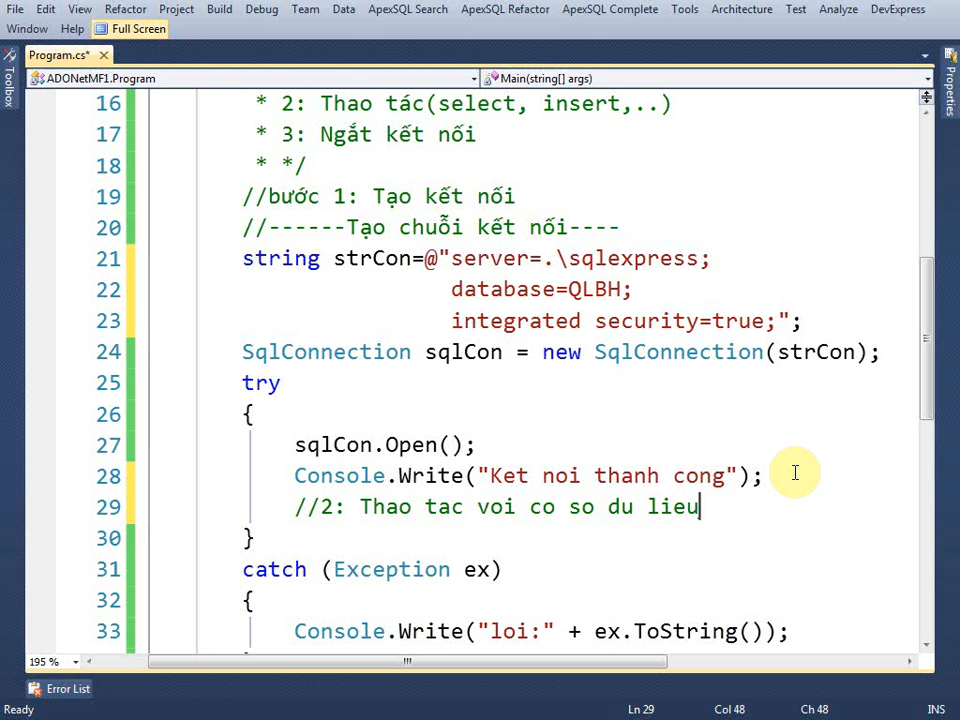 File Edit View Refactor Project Build Debug Team Data ApexSQL Search ApexSQL Refactor ApexSQL Complete Tools Architecture Test Analyze DevExpress
Window Help Full Screen
Program.cs*
Toolbox
Properties
ADONetMF1.Program
Main(string[] args)
16 * 2: Thao tác(select, insert,..)
17 * 3: Ngắt kết nối
18 * */
19 //bước 1: Tạo kết nối
20 //------Tạo chuỗi kết nối----
21 string strCon=@"server=.\sqlexpress;
22 database=QLBH;
23 integrated security=true;";
24 SqlConnection sqlCon = new SqlConnection(strCon);
25 try
26 {
27 sqlCon.Open();
28 Console.Write("Ket noi thanh cong");
29 //2: Thao tac voi co so du lieu
30 }
31 catch (Exception ex)
32 {
33 Console.Write("loi:" + ex.ToString());
195 %
Error List
Ready Ln 29 Col 48 Ch 48 INS